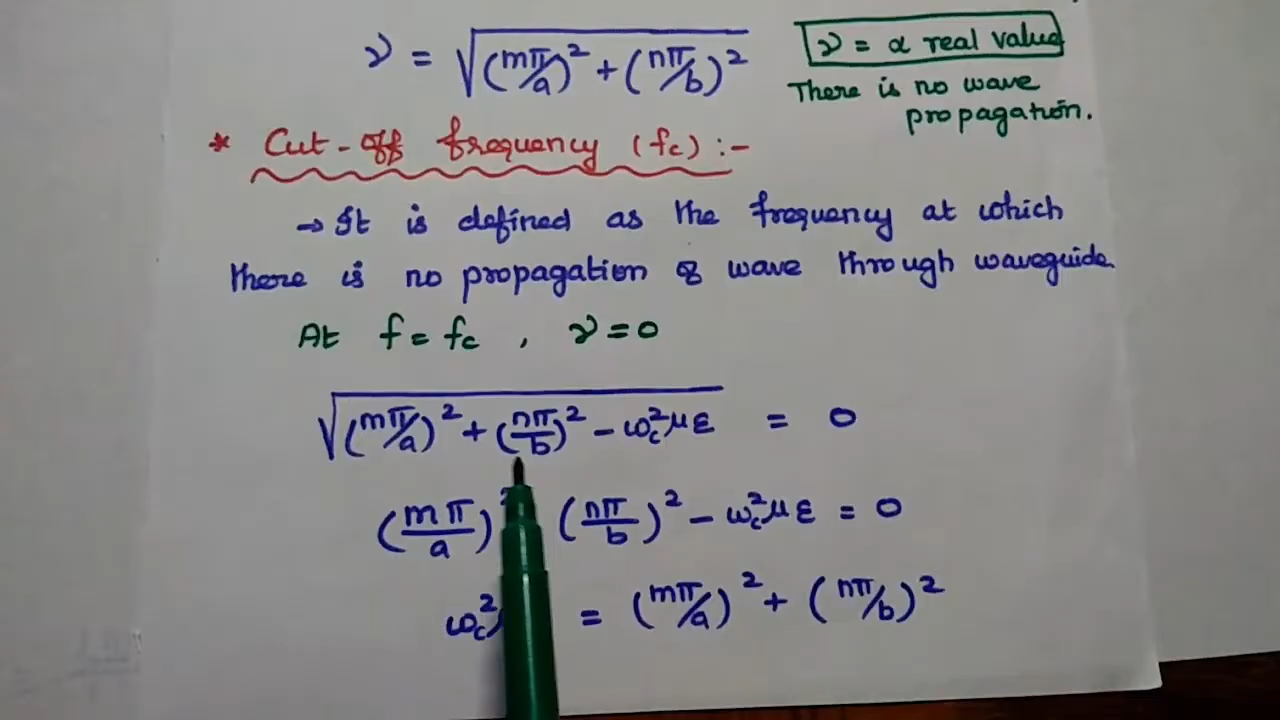 γ = √(mπ/a)² + (nπ/b)²
γ = α real value
There is no wave
propagation.
* Cut-off frequency (fc) :-
→ It is defined as the frequency at which
there is no propagation of wave through waveguide.
At f = fc , γ = 0
√(mπ/a)² + (nπ/b)² - ωc²με = 0
(mπ/a)² (nπ/b)² - ωc²με = 0
ωc² = (mπ/a)² + (nπ/b)²